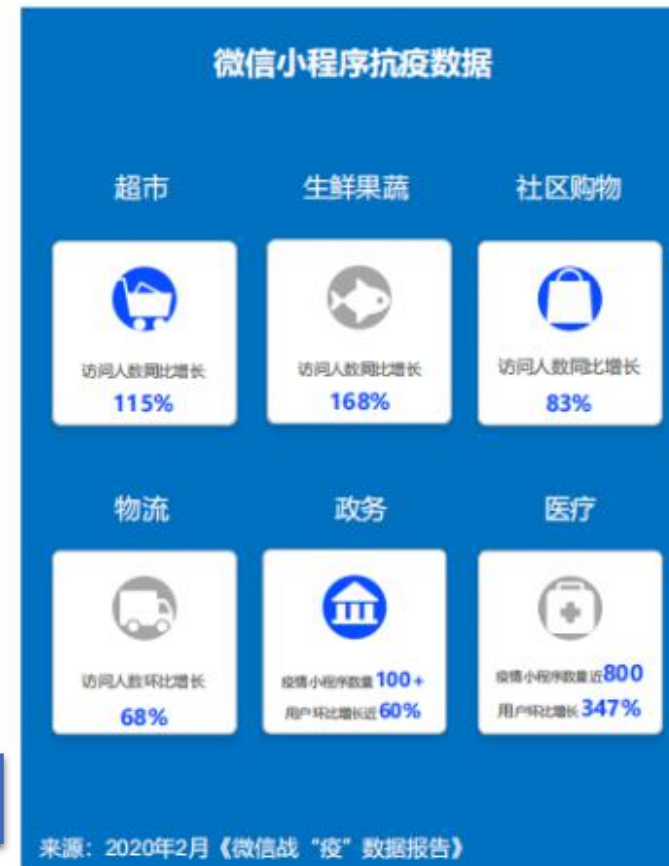 微信小程序抗疫数据
超市
生鲜果蔬
社区购物
访问人数同比增长
115%
访问人数同比增长
168%
访问人数同比增长
83%
物流
政务
医疗
访问人数环比增长
68%
疫情小程序数量100+
用户环比增长近60%
疫情小程序数量近800
用户环比增长347%
来源：2020年2月《微信战“疫”数据报告》